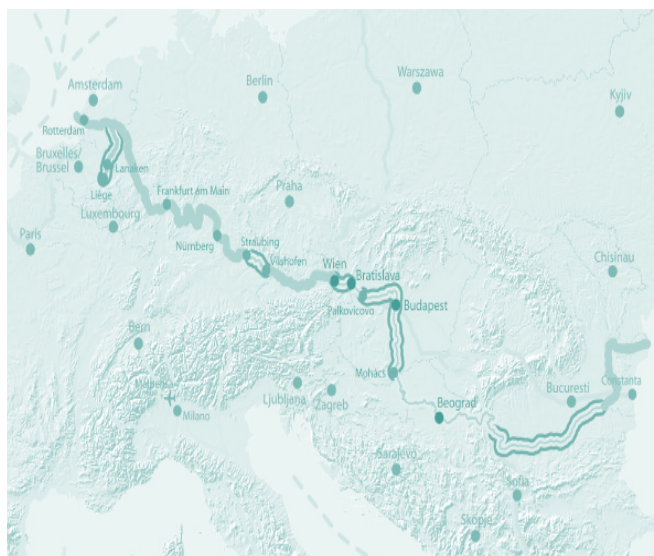 Amsterdam
Berlin
Warszawa
Kyjiv
Rotterdam
Bruxelles/
Brussel
Lanaken
Liège
Luxembourg
Frankfurt am Main
Praha
Paris
Nürnberg
Straubing
Vilshofen
Wien
Bratislava
Chisinau
Palkovicovo
Budapest
Bern
Mohács
Milano
Ljubljana
Zagreb
Beograd
Bucuresti
Constanta
Sarajevo
Sofia
Skopje